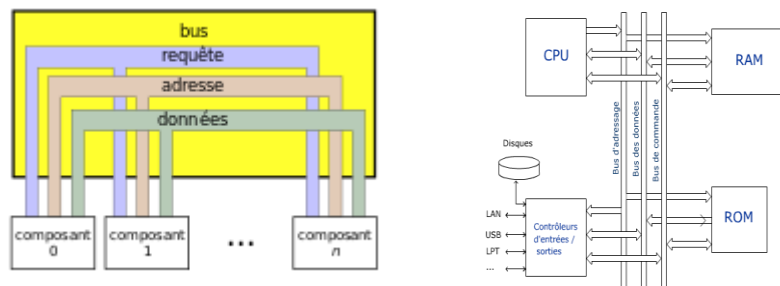 bus
requête
adresse
données
composant
0
composant
1
...
composant
n
CPU
RAM
Bus d'adressage
Bus des données
Bus de commande
Disques
LAN
USB
LPT
...
Contrôleurs
d'entrées /
sorties
ROM